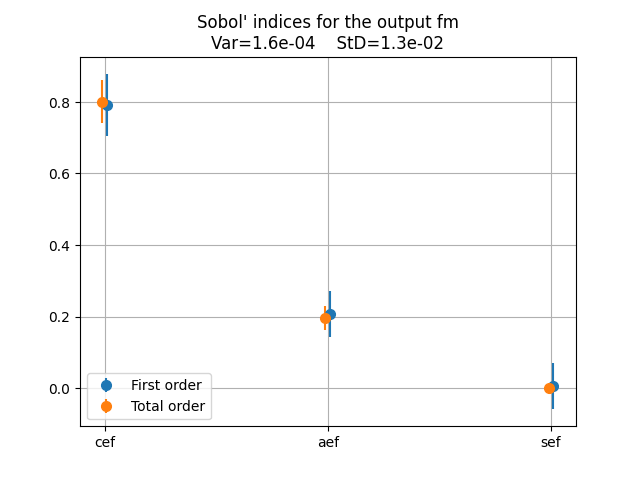 Sobol' indices for the output fm
Var=1.6e-04    StD=1.3e-02
0.8
0.6
0.4
0.2
0.0
First order
Total order
cef
aef
sef